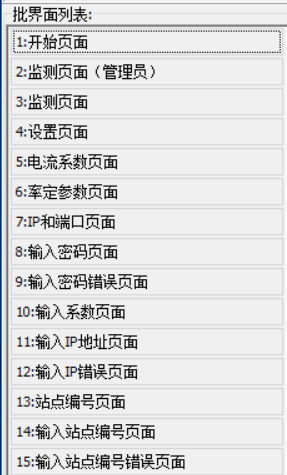 批界面列表:
1:开始页面
2:监测页面（管理员）
3:监测页面
4:设置页面
5:电流系数页面
6:率定参数页面
7:IP和端口页面
8:输入密码页面
9:输入密码错误页面
10:输入系数页面
11:输入IP地址页面
12:输入IP错误页面
13:站点编号页面
14:输入站点编号页面
15:输入站点编号错误页面